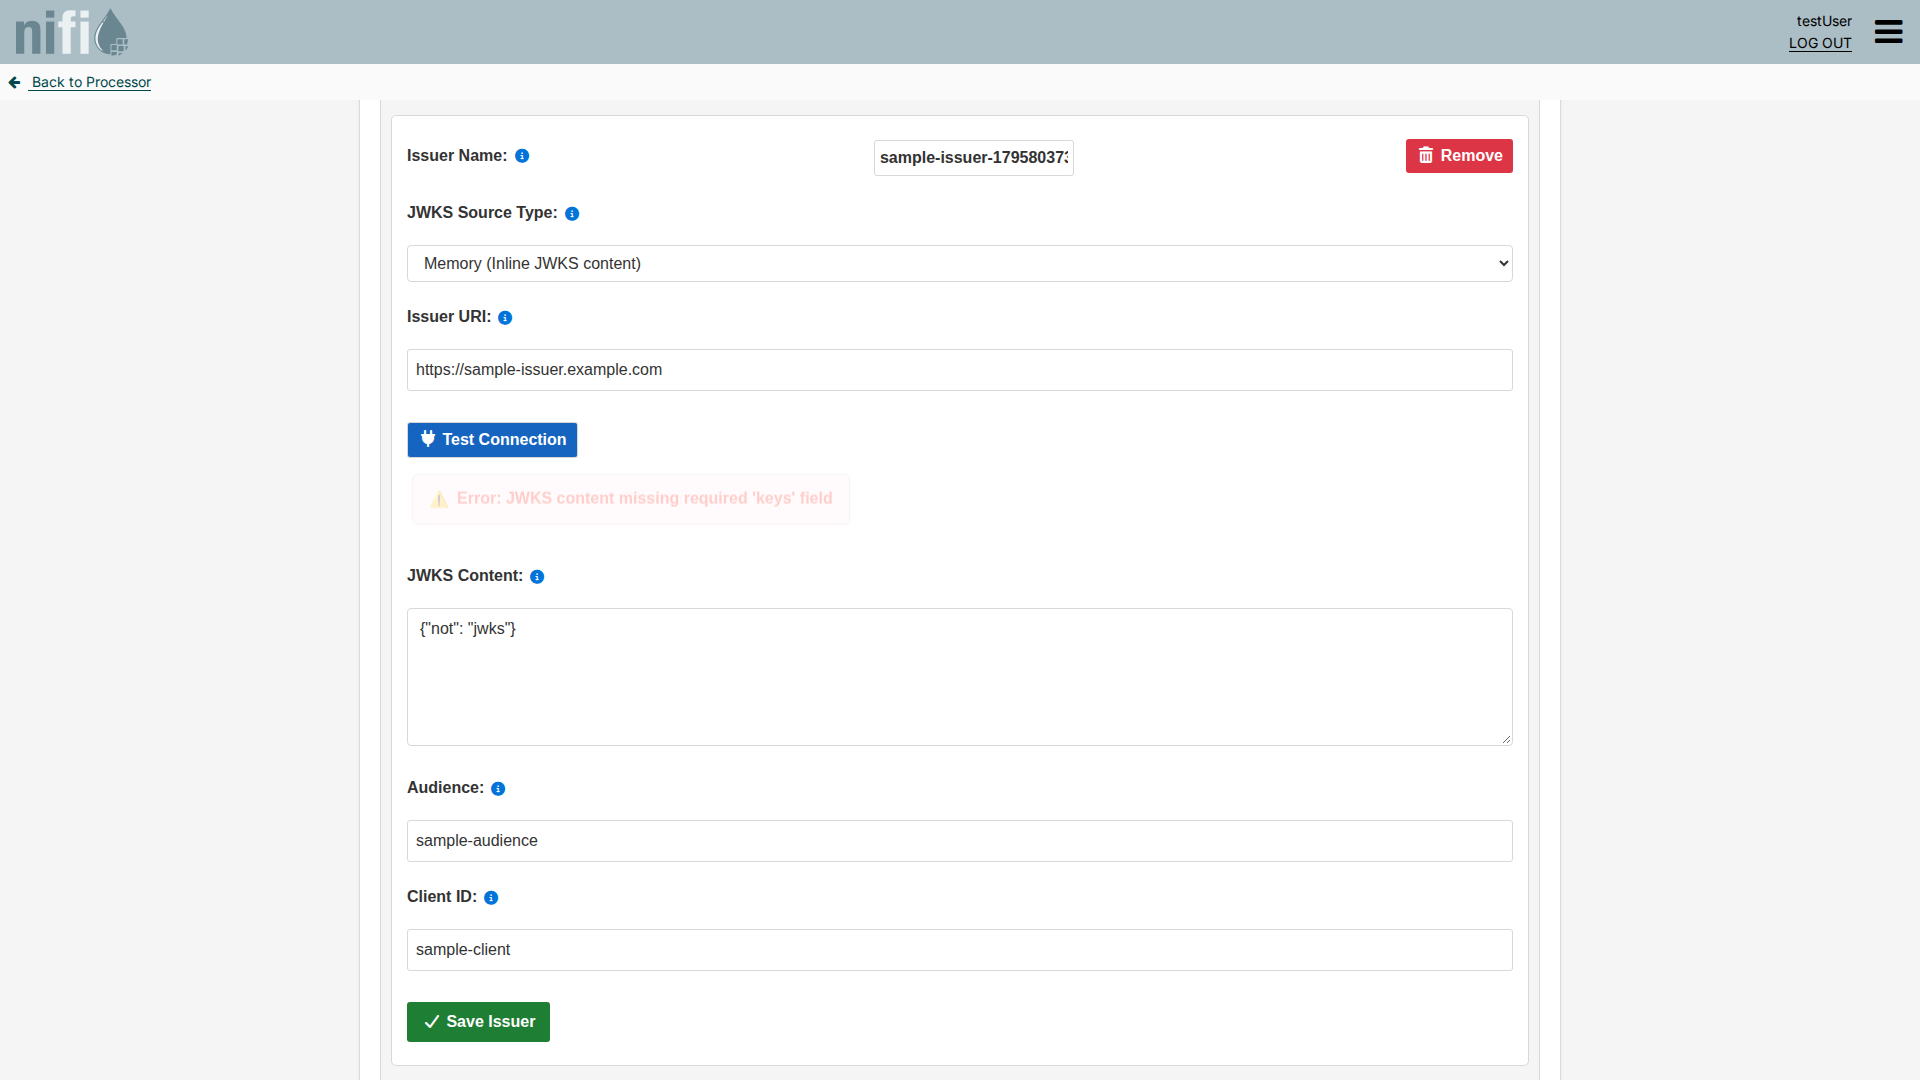 nifi
testUser
LOG OUT
Back to Processor
Issuer Name:
sample-issuer-179580373
Remove
JWKS Source Type:
Memory (Inline JWKS content)
Issuer URI:
https://sample-issuer.example.com
Test Connection
Error: JWKS content missing required 'keys' field
JWKS Content:
{"not": "jwks"}
Audience:
sample-audience
Client ID:
sample-client
Save Issuer